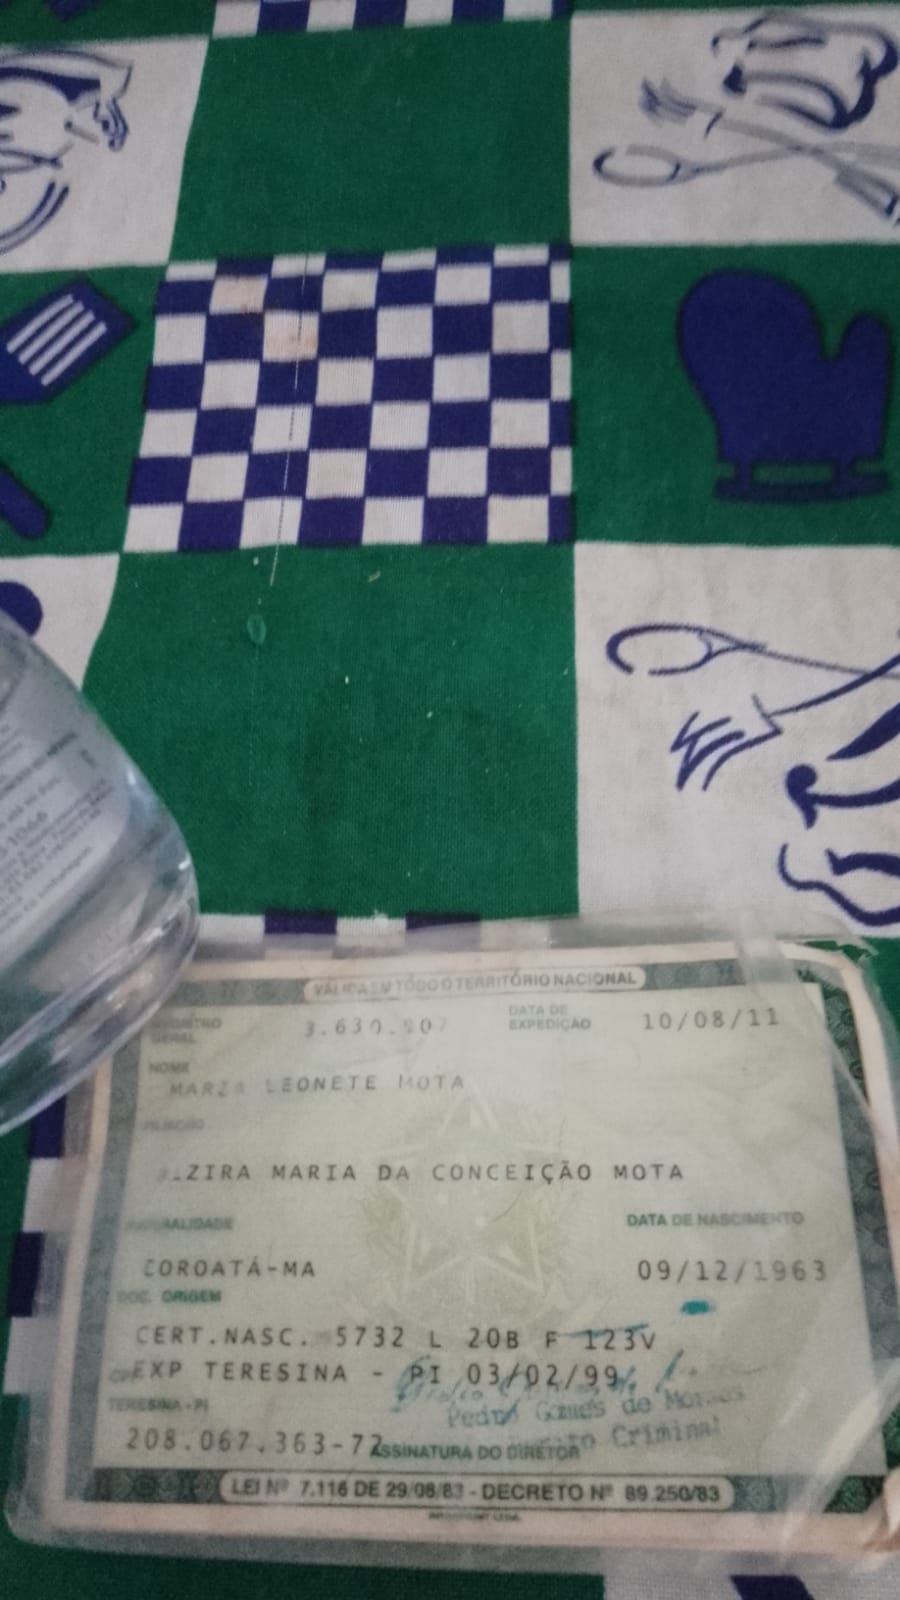 VÁLIDA EM TODO O TERRITÓRIO NACIONAL
REGISTRO GERAL 3.630.907 DATA DE EXPEDIÇÃO 10/08/11
NOME
MARIA LEONETE MOTA
FILIAÇÃO
ALZIRA MARIA DA CONCEIÇÃO MOTA
NATURALIDADE DATA DE NASCIMENTO
COROATÁ-MA 09/12/1963
DOC. ORIGEM
CERT.NASC. 5732 L 20B F 123V
EXP TERESINA - PI 03/02/99
CPF
TERESINA-PI Pedro Gomes de Moraes
208.067.363-72 Criminal
ASSINATURA DO DIRETOR
LEI Nº 7.116 DE 29/08/83 - DECRETO Nº 89.250/83